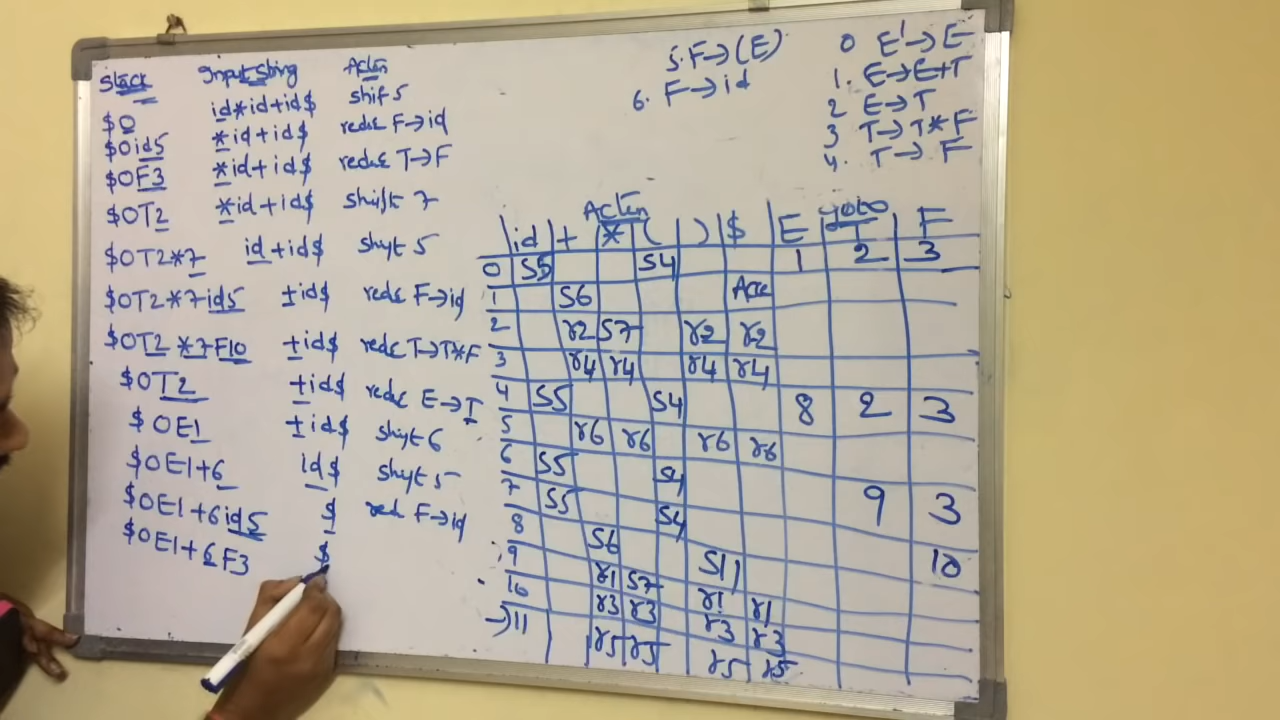 Stack Input string Action
$0 id*id+id$ shif 5
$0id5 *id+id$ reduce F→id
$0F3 *id+id$ reduce T→F
$0T2 *id+id$ shift 7
$0T2*7 id+id$ shift 5
$0T2*7id5 +id$ reduce F→id
$0T2*7F10 +id$ reduce T→T*F
$0T2 +id$ reduce E→T
$0E1 +id$ shift 6
$0E1+6 id$ shift 5
$0E1+6id5 $ red F→id
$0E1+6F3 $
5. F→(E)
6. F→id
0 E'→E
1. E→E+T
2 E→T
3 T→T*F
4. T→F
Action goto
id + * ( ) $ E T F
0 S5 S4 1 2 3
1 S6 Acc
2 r2 S7 r2 r2
3 r4 r4 r4 r4
4 S5 S4 8 2 3
5 r6 r6 r6 r6
6 S5 S4 9 3
7 S5 S4 10
8 S6 S11
9 r1 S7 r1 r1
10 r3 r3 r3 r3
→11 r5 r5 r5 r5